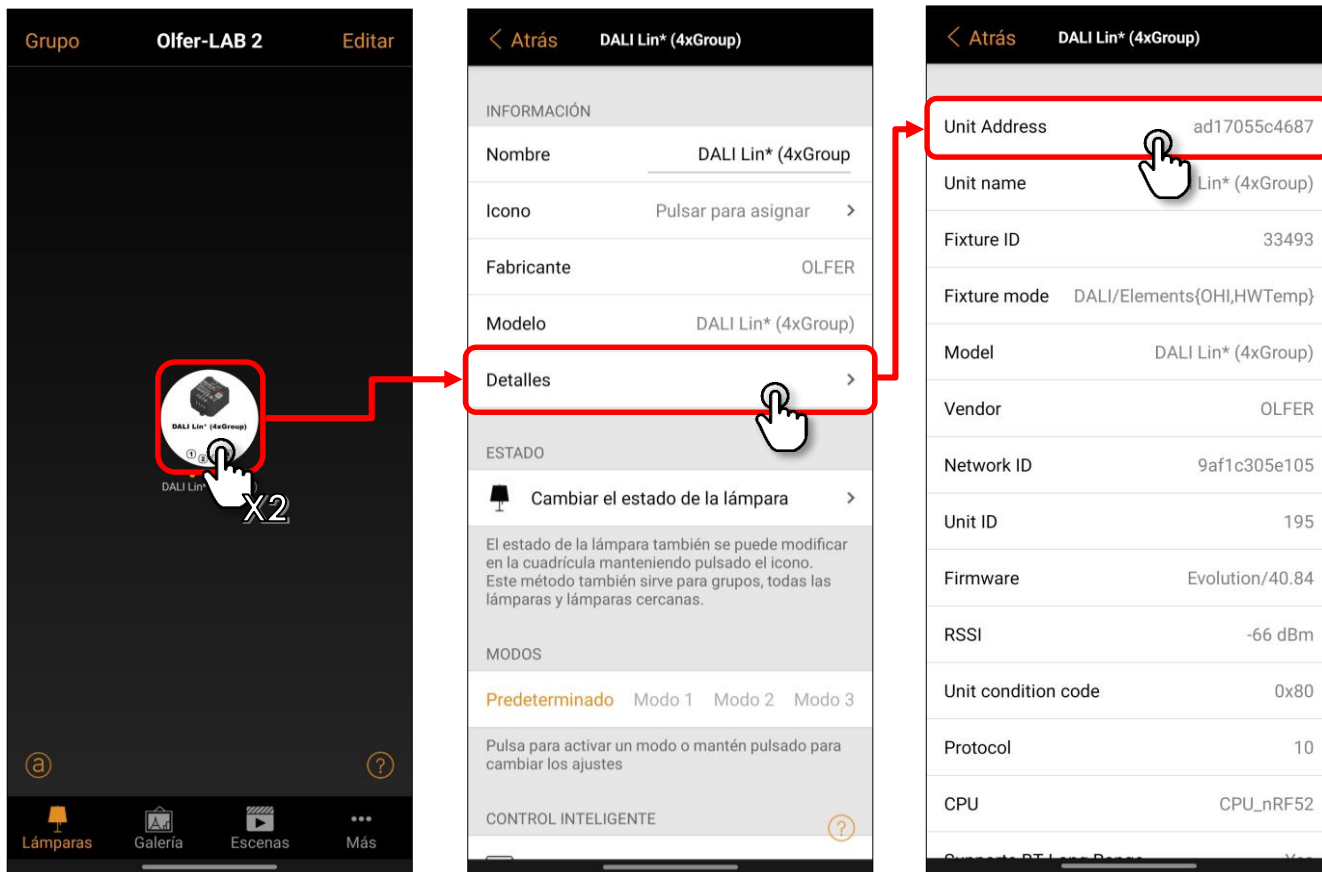 Grupo Olfer-LAB 2 Editar
DALI Lin* (4xGroup)
1 2
DALI Lin* )
X2
a ?
Lámparas Galería Escenas Más
Atrás DALI Lin* (4xGroup)
INFORMACIÓN
Nombre DALI Lin* (4xGroup
Icono Pulsar para asignar
Fabricante OLFER
Modelo DALI Lin* (4xGroup)
Detalles
ESTADO
Cambiar el estado de la lámpara
El estado de la lámpara también se puede modificar
en la cuadrícula manteniendo pulsado el icono.
Este método también sirve para grupos, todas las
lámparas y lámparas cercanas.
MODOS
Predeterminado Modo 1 Modo 2 Modo 3
Pulsa para activar un modo o mantén pulsado para
cambiar los ajustes
CONTROL INTELIGENTE ?
Atrás DALI Lin* (4xGroup)
Unit Address ad17055c4687
Unit name Lin* (4xGroup)
Fixture ID 33493
Fixture mode DALI/Elements{OHI,HWTemp}
Model DALI Lin* (4xGroup)
Vendor OLFER
Network ID 9af1c305e105
Unit ID 195
Firmware Evolution/40.84
RSSI -66 dBm
Unit condition code 0x80
Protocol 10
CPU CPU_nRF52
Supports BT Long Range Yes